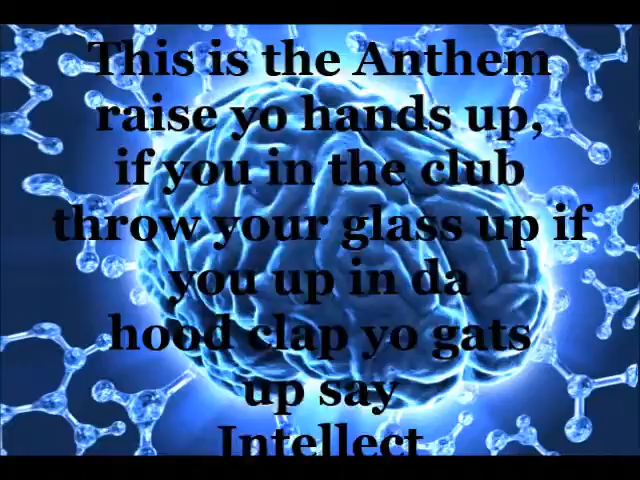 This is the Anthem
raise yo hands up,
if you in the club
throw your glass up if
you up in da
hood clap yo gats
up say
Intellect